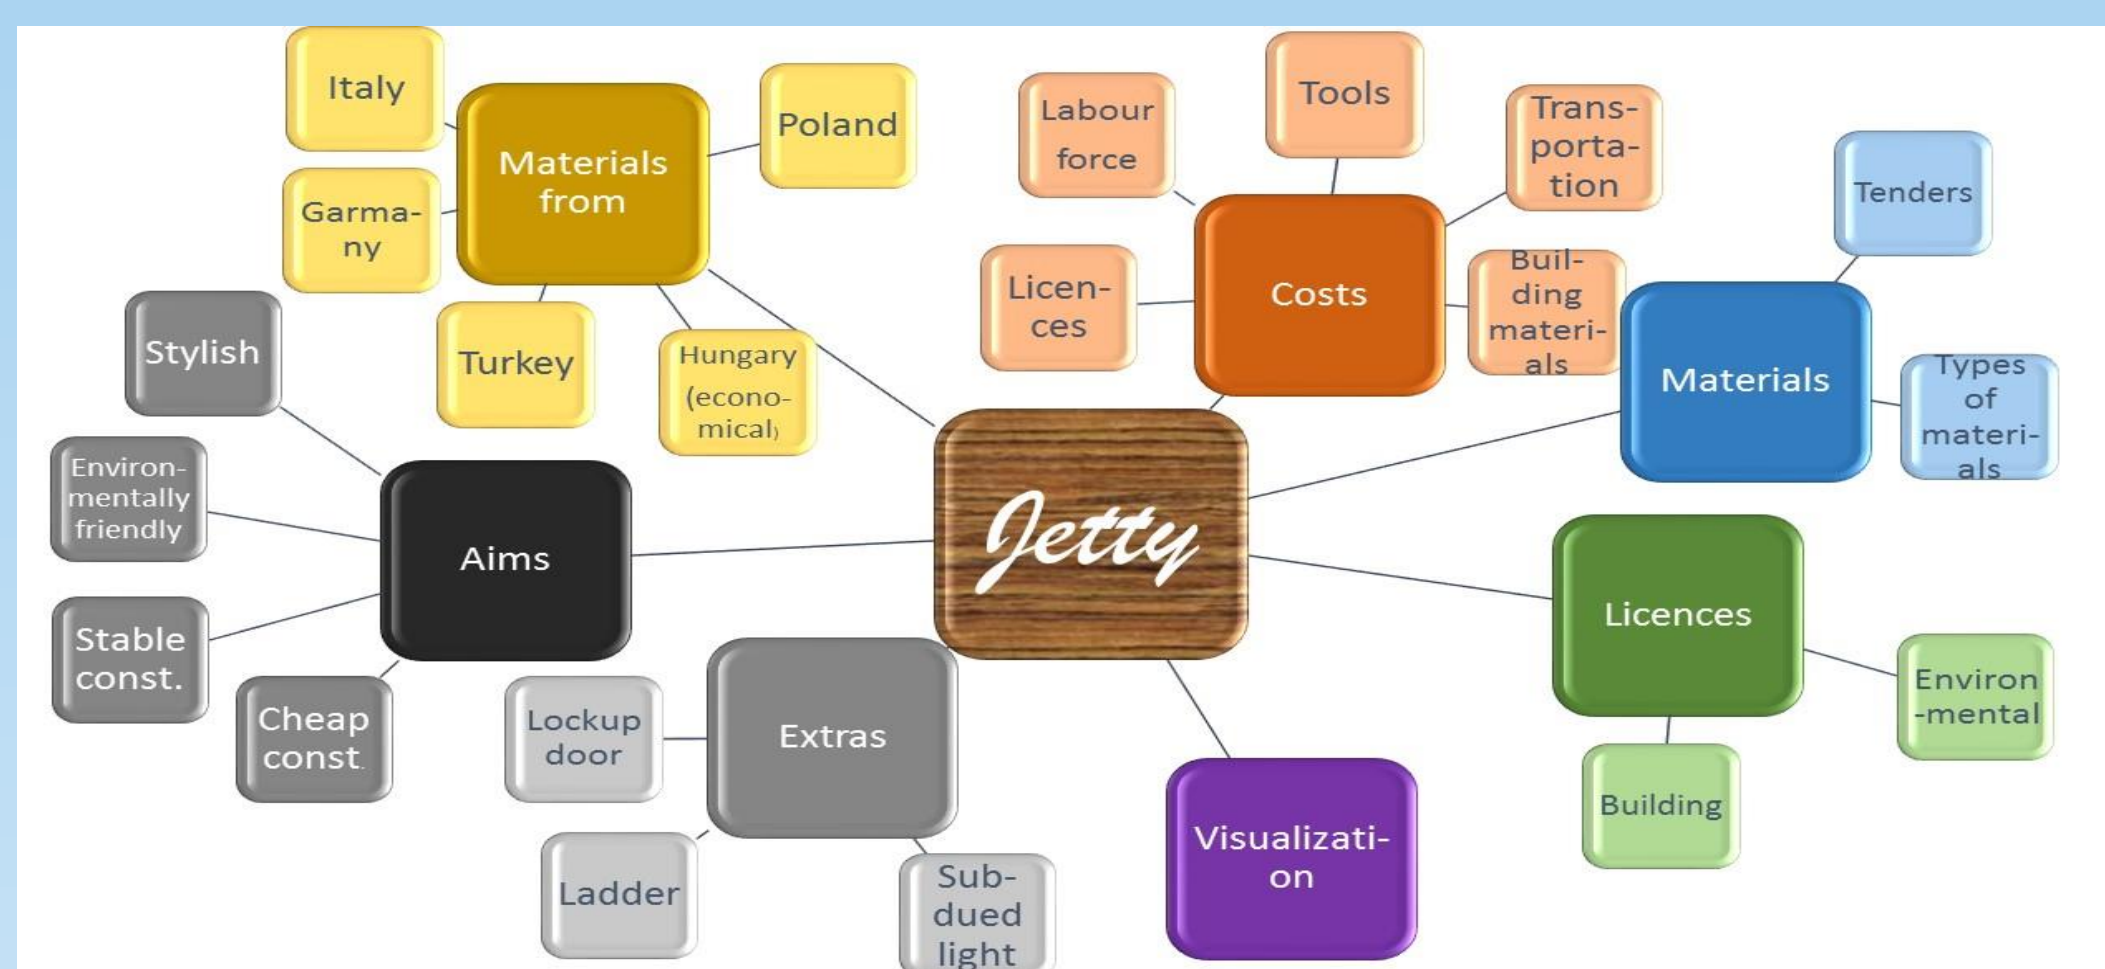 Italy
Materials
from
Poland
Garma-
ny
Turkey
Hungary
(econo-
mical)
Labour
force
Tools
Trans-
porta-
tion
Licen-
ces
Costs
Buil-
ding
materi-
als
Tenders
Materials
Types
of
materi-
als
Stylish
Environ-
mentally
friendly
Aims
Stable
const.
Cheap
const.
Jetty
Licences
Environ
-mental
Building
Lockup
door
Extras
Ladder
Sub-
dued
light
Visualizati-
on